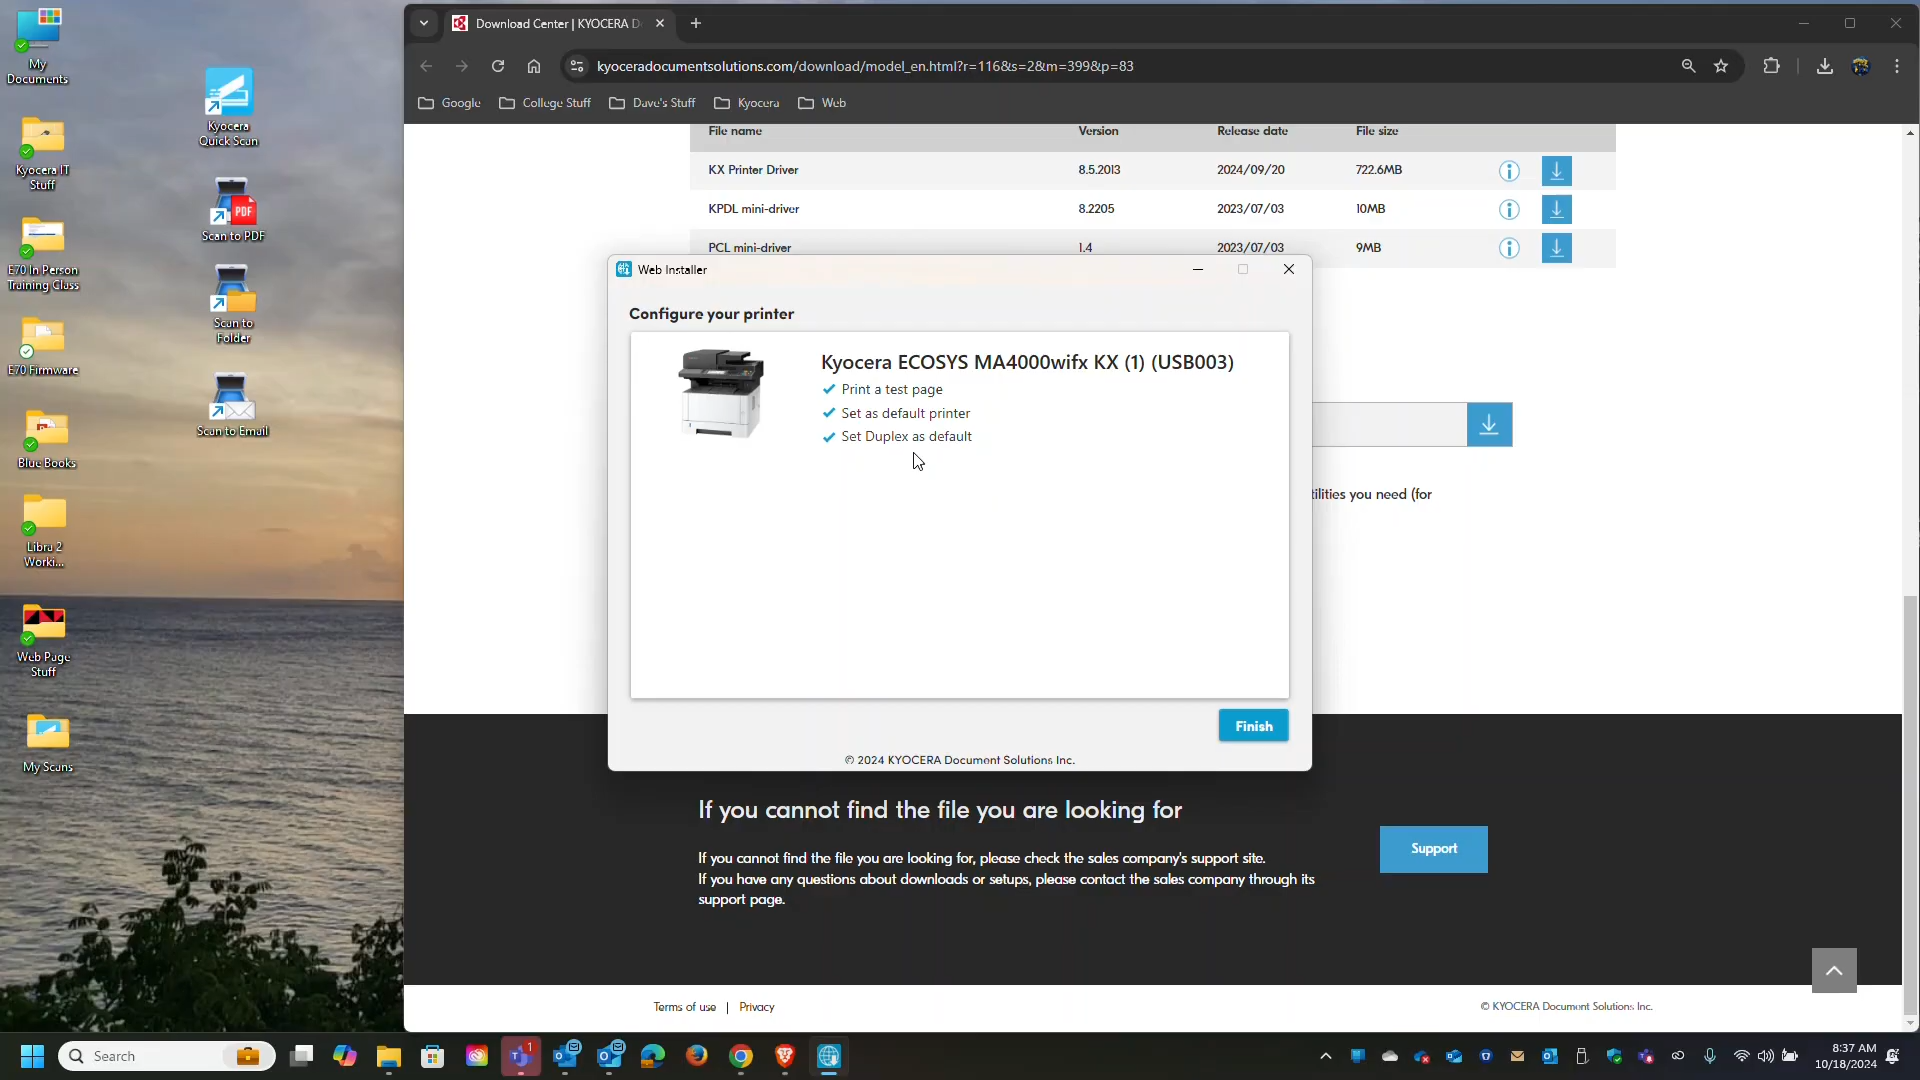 My
Documents
Kyocera IT
Stuff
E70 In Person
Training Class
E70 Firmware
Blue Books
Libra 2
Worki...
Web Page
Stuff
My Scans
Kyocera
Quick Scan
PDF
Scan to PDF
Scan to
Folder
Scan to Email
Download Center | KYOCERA D
kyoceradocumentsolutions.com/download/model_en.html?r=116&s=2&m=399&p=83
Google
College Stuff
Dave's Stuff
Kyocera
Web
File name Version Release date File size
KX Printer Driver 8.5.2013 2024/09/20 722.6MB
KPDL mini-driver 8.2205 2023/07/03 10MB
PCL mini-driver 1.4 2023/07/03 9MB
Web Installer
Configure your printer
Kyocera ECOSYS MA4000wifx KX (1) (USB003)
Print a test page
Set as default printer
Set Duplex as default
tilities you need (for
Finish
© 2024 KYOCERA Document Solutions Inc.
If you cannot find the file you are looking for
If you cannot find the file you are looking for, please check the sales company's support site.
If you have any questions about downloads or setups, please contact the sales company through its
support page.
Support
Terms of use | Privacy
© KYOCERA Document Solutions Inc.
Search
1
8:37 AM
10/18/2024